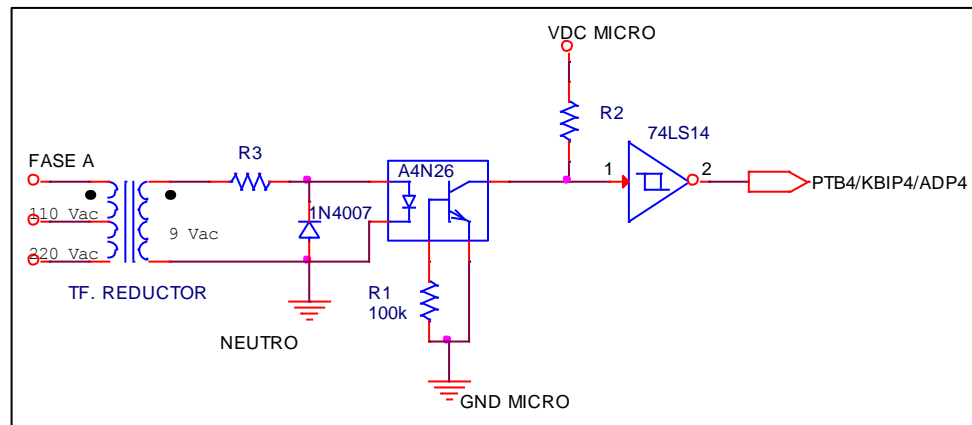 VDC MICRO
R2
74LS14
R3
A4N26
FASE A
1
2
PTB4/KBIP4/ADP4
1N4007
110 Vac
9 Vac
220 Vac
TF. REDUCTOR
R1
100k
NEUTRO
GND MICRO